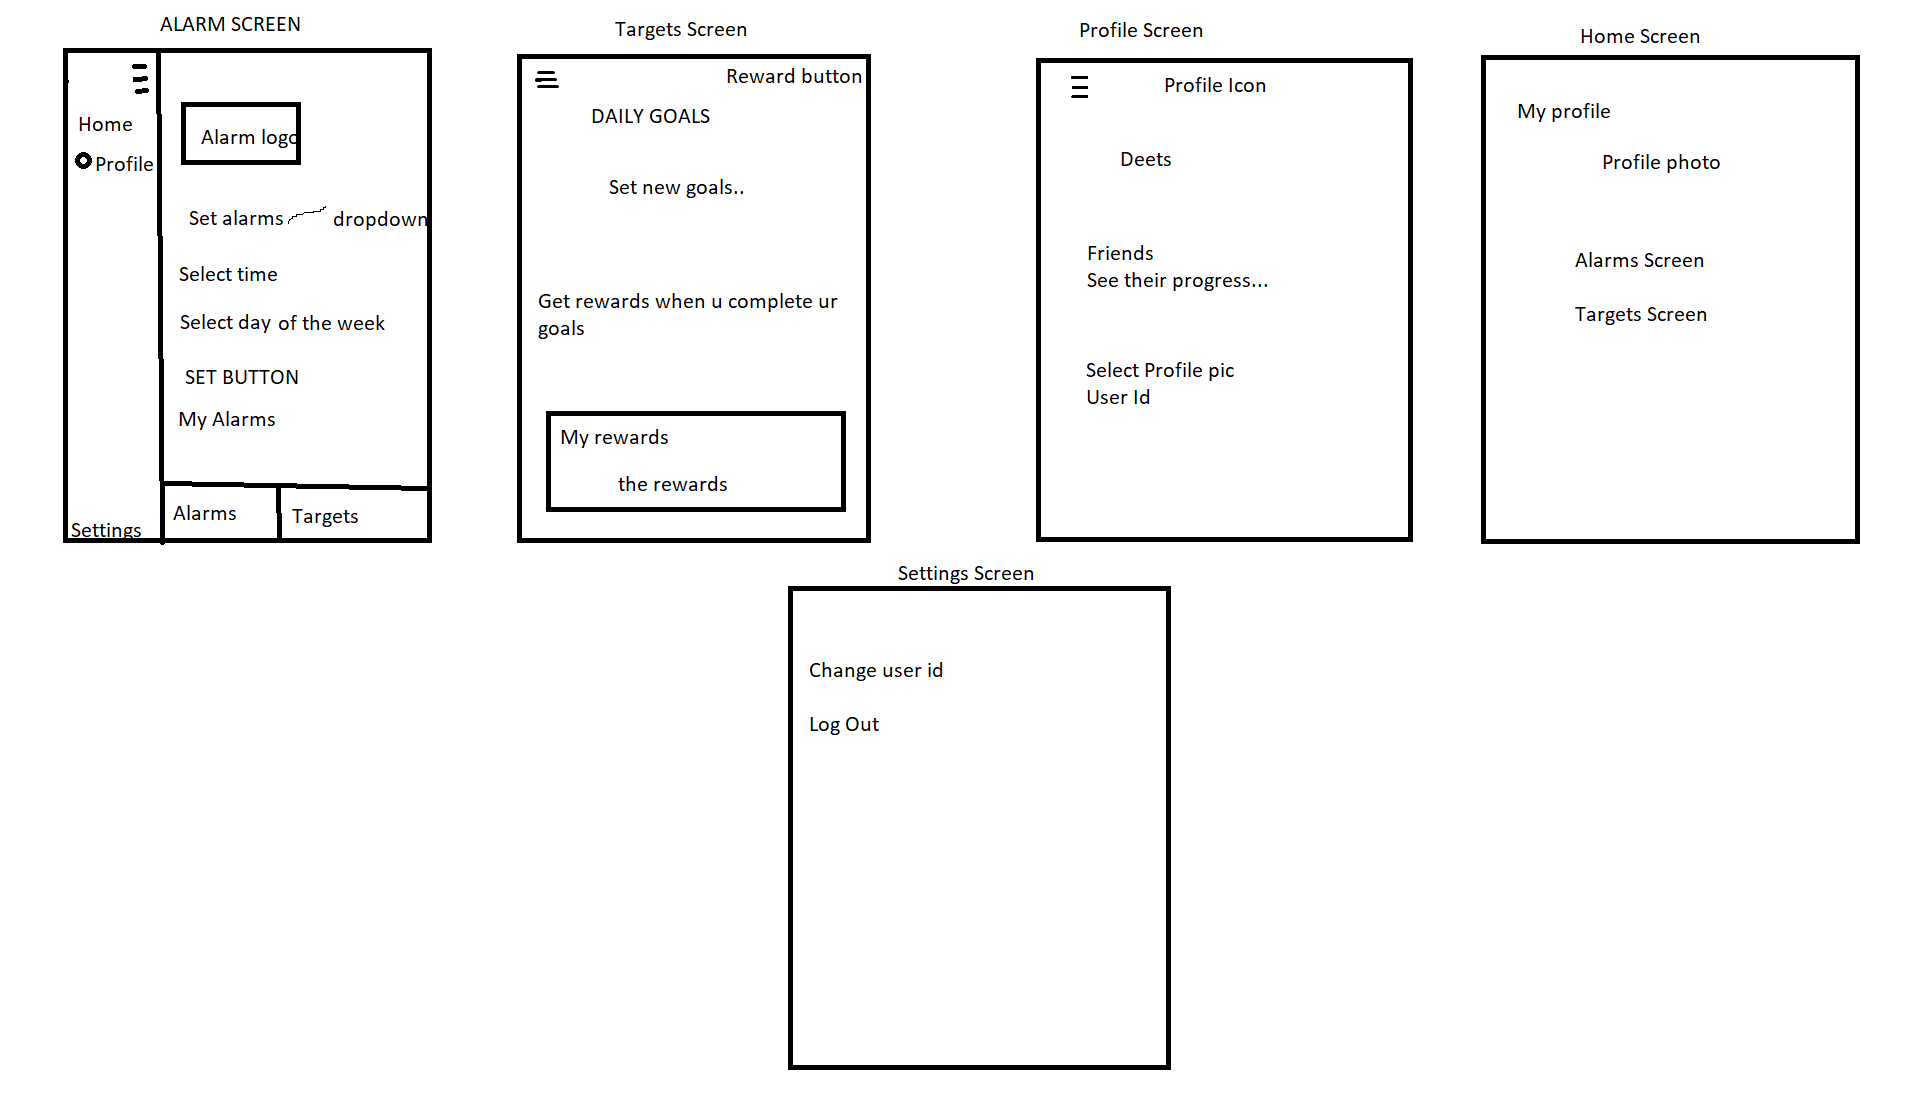 ALARM SCREEN
Home
Profile
Settings
Alarm logo
Set alarms dropdown
Select time
Select day of the week
SET BUTTON
My Alarms
Alarms
Targets
Targets Screen
Reward button
DAILY GOALS
Set new goals..
Get rewards when u complete ur
goals
My rewards
the rewards
Profile Screen
Profile Icon
Deets
Friends
See their progress...
Select Profile pic
User Id
Home Screen
My profile
Profile photo
Alarms Screen
Targets Screen
Settings Screen
Change user id
Log Out